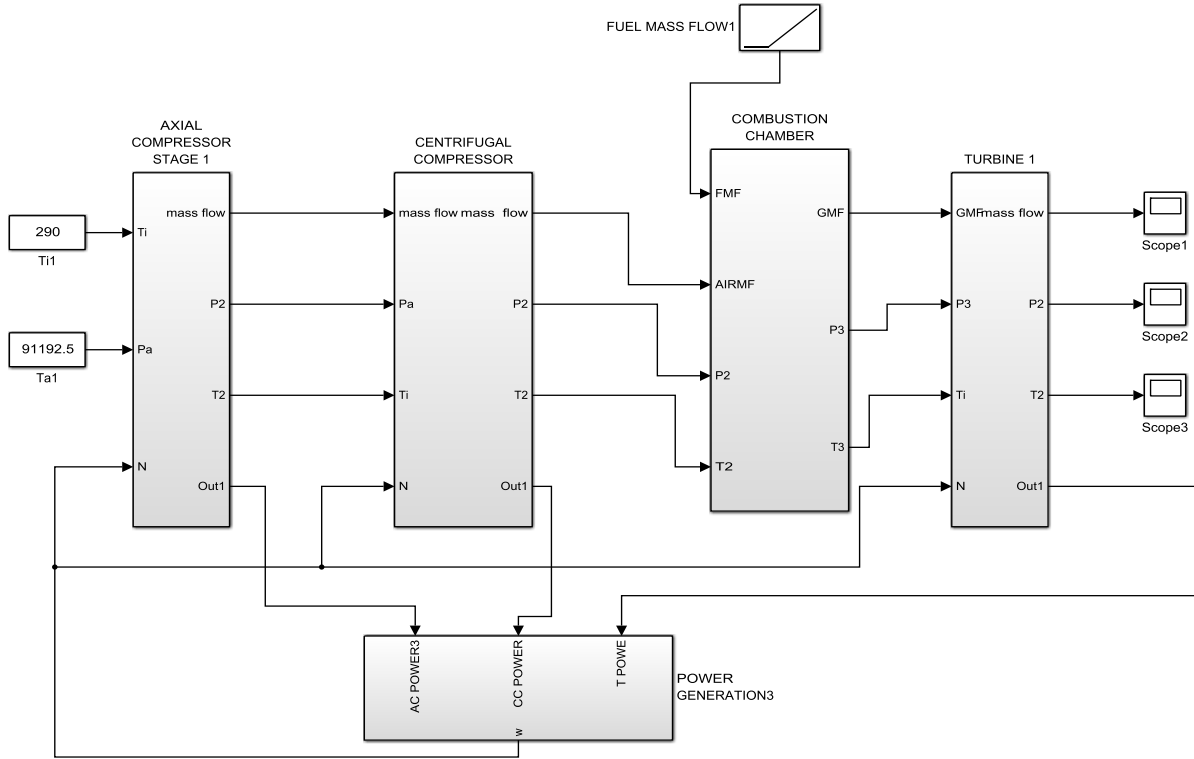 FUEL MASS FLOW1
AXIAL
COMPRESSOR
STAGE 1
CENTRIFUGAL
COMPRESSOR
COMBUSTION
CHAMBER
TURBINE 1
290
Ti1
91192.5
Ta1
Ti
Pa
N
mass flow
P2
T2
Out1
mass flow
Pa
Ti
N
mass flow
P2
T2
Out1
FMF
AIRMF
P2
T2
GMF
P3
T3
GMF
P3
Ti
N
mass flow
P2
T2
Out1
Scope1
Scope2
Scope3
AC POWER3
CC POWER
T POWE
w
POWER
GENERATION3